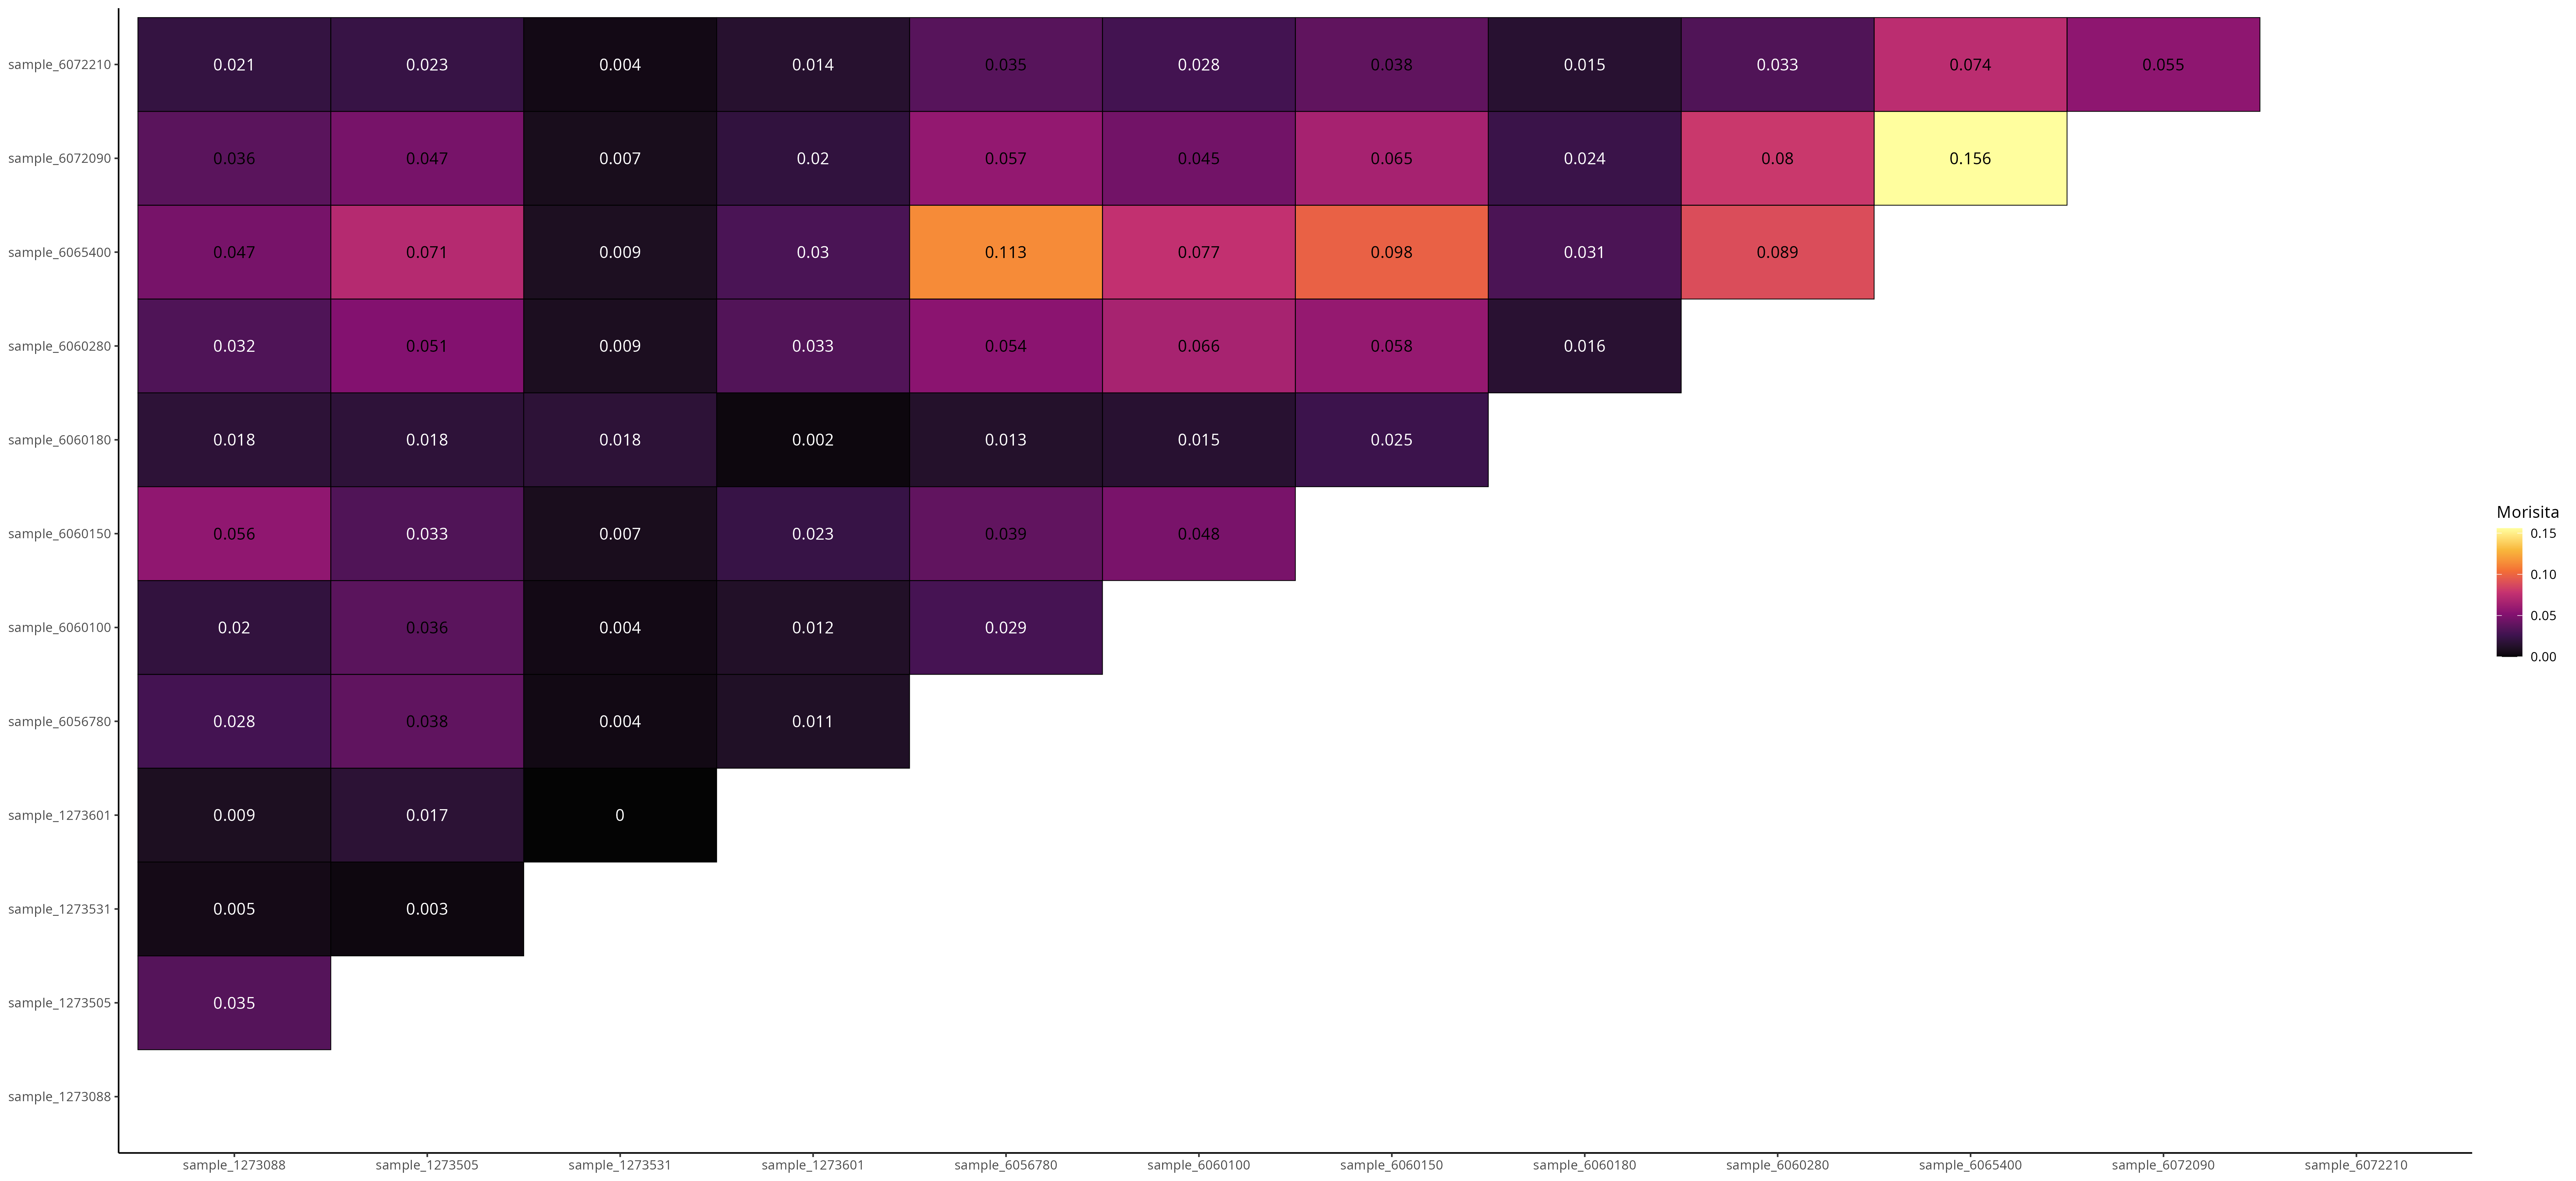 sample_6072210 0.021 0.023 0.004 0.014 0.035 0.028 0.038 0.015 0.033 0.074 0.055
sample_6072090 0.036 0.047 0.007 0.02 0.057 0.045 0.065 0.024 0.08 0.156
sample_6065400 0.047 0.071 0.009 0.03 0.113 0.077 0.098 0.031 0.089
sample_6060280 0.032 0.051 0.009 0.033 0.054 0.066 0.058 0.016
sample_6060180 0.018 0.018 0.018 0.002 0.013 0.015 0.025
sample_6060150 0.056 0.033 0.007 0.023 0.039 0.048
sample_6060100 0.02 0.036 0.004 0.012 0.029
sample_6056780 0.028 0.038 0.004 0.011
sample_1273601 0.009 0.017 0
sample_1273531 0.005 0.003
sample_1273505 0.035
sample_1273088
sample_1273088 sample_1273505 sample_1273531 sample_1273601 sample_6056780 sample_6060100 sample_6060150 sample_6060180 sample_6060280 sample_6065400 sample_6072090 sample_6072210
Morisita
0.15
0.10
0.05
0.00